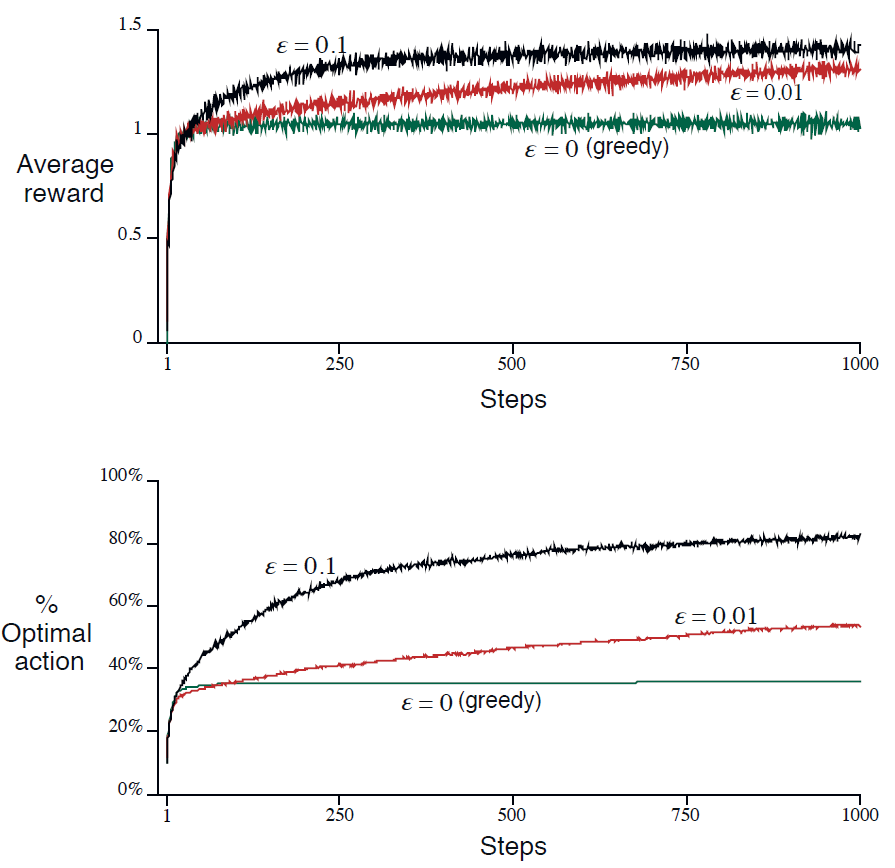 1.5
ε = 0.1
ε = 0.01
1
ε = 0 (greedy)
Average
reward
0.5
0
1
250
500
750
1000
Steps
100%
80%
ε = 0.1
60%
%
Optimal
action
ε = 0.01
40%
ε = 0 (greedy)
20%
0%
1
250
500
750
1000
Steps